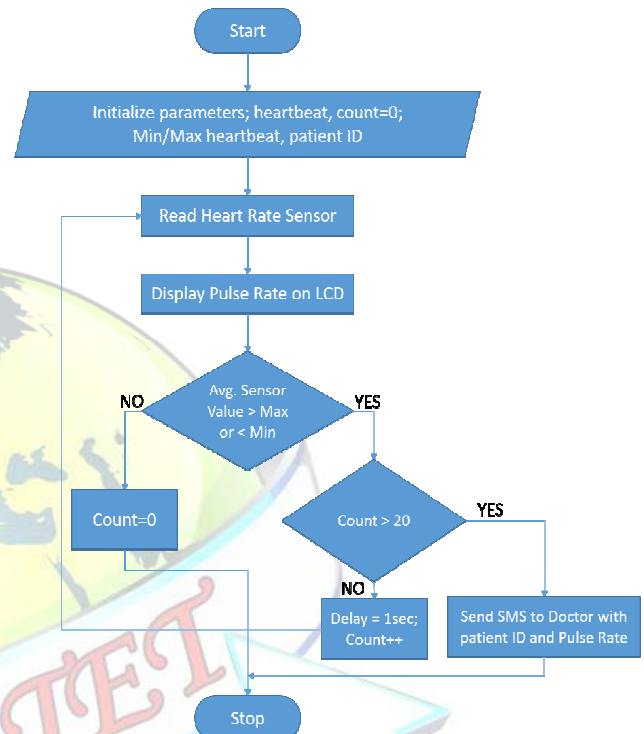 Start
Initialize parameters; heartbeat, count=0;
Min/Max heartbeat, patient ID
Read Heart Rate Sensor
Display Pulse Rate on LCD
Avg. Sensor
Value > Max
or < Min
NO
YES
Count=0
Count > 20
YES
NO
Delay = 1sec;
Count++
Send SMS to Doctor with
patient ID and Pulse Rate
Stop
TET